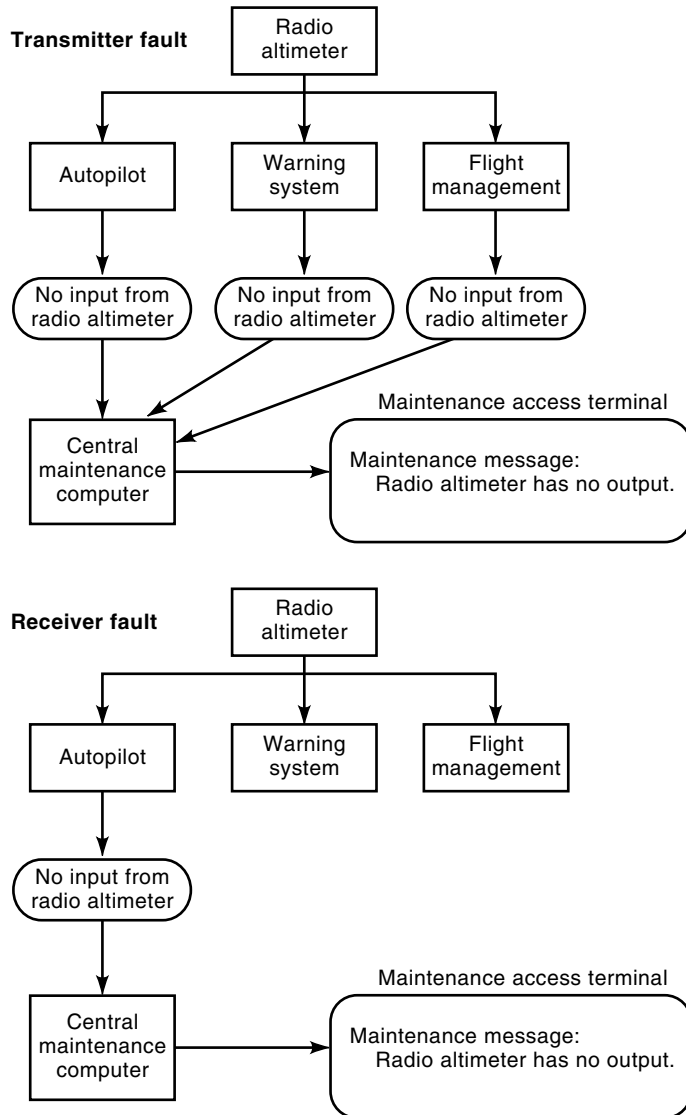 Transmitter fault
Radio
altimeter
Autopilot
Warning
system
Flight
management
No input from
radio altimeter
No input from
radio altimeter
No input from
radio altimeter
Central
maintenance
computer
Maintenance access terminal
Maintenance message:
Radio altimeter has no output.
Receiver fault
Radio
altimeter
Autopilot
Warning
system
Flight
management
No input from
radio altimeter
Central
maintenance
computer
Maintenance access terminal
Maintenance message:
Radio altimeter has no output.